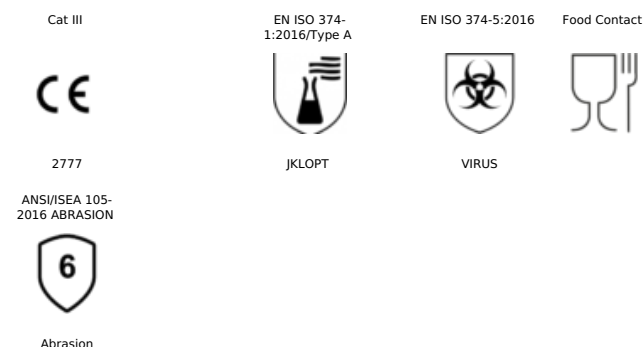 Cat III
EN ISO 374-
1:2016/Type A
EN ISO 374-5:2016
Food Contact
CE
2777
JKLOPT
VIRUS
ANSI/ISEA 105-
2016 ABRASION
6
Abrasion